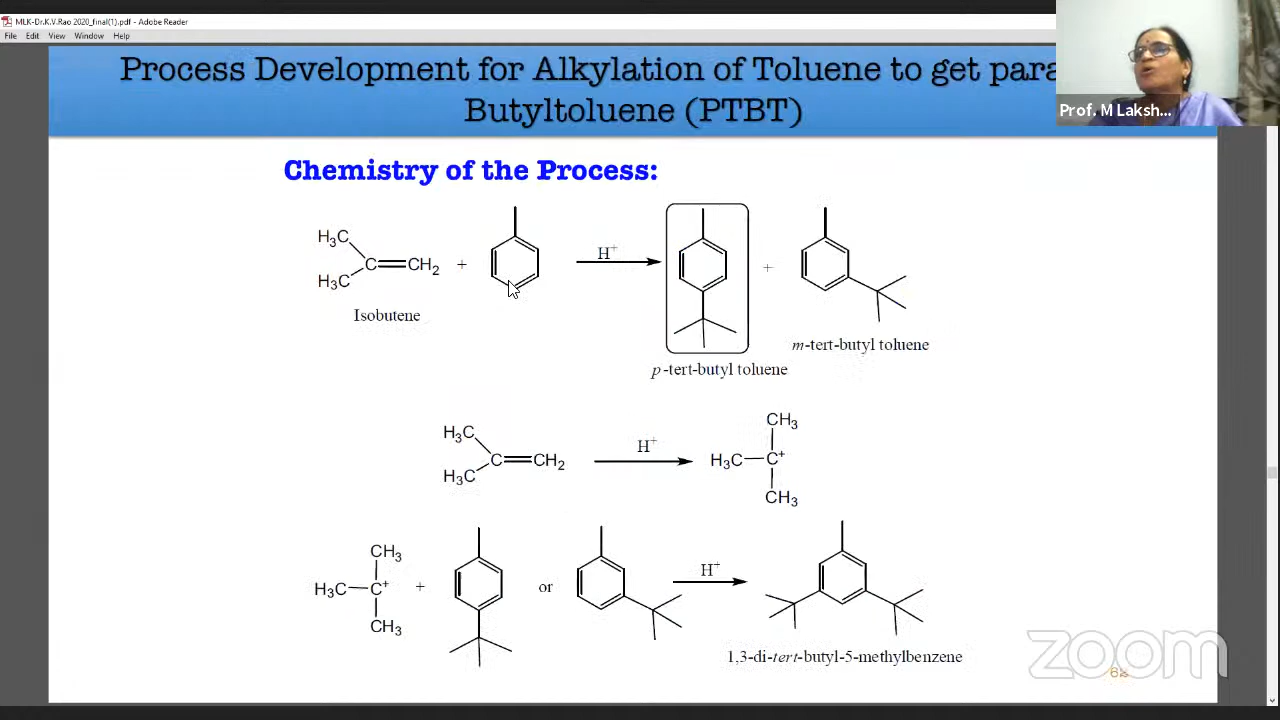 MLK-Dr.K.V.Rao 2020_final(1).pdf - Adobe Reader
File Edit View Window Help
Process Development for Alkylation of Toluene to get para
Butyltoluene (PTBT)
Prof. M Laksh...
Chemistry of the Process:
H3C
H3C
C=CH2
+
H+
+
Isobutene
m-tert-butyl toluene
p-tert-butyl toluene
H3C
H3C
C=CH2
H+
CH3
H3C-C+
CH3
CH3
H3C-C+
CH3
+
or
H+
1,3-di-tert-butyl-5-methylbenzene
zoom